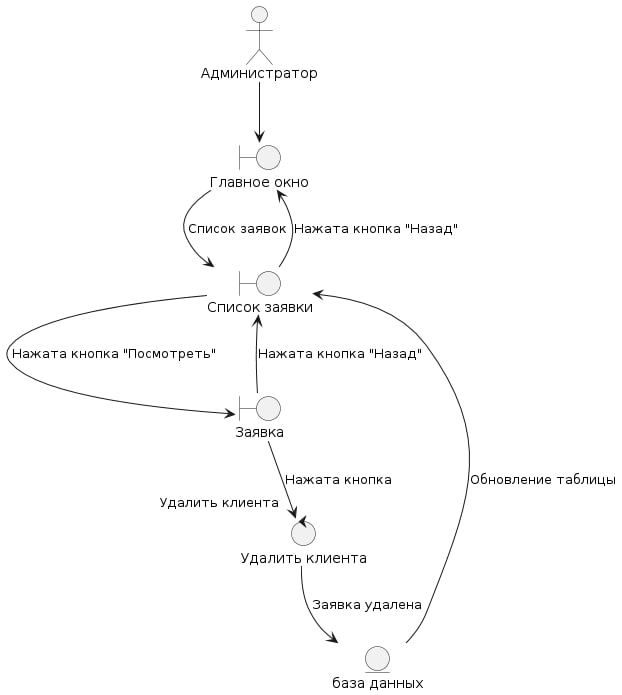 Администратор
Главное окно
Список заявок
Нажата кнопка "Назад"
Список заявки
Нажата кнопка "Посмотреть"
Нажата кнопка "Назад"
Заявка
Нажата кнопка
Удалить клиента
Обновление таблицы
Удалить клиента
Заявка удалена
база данных